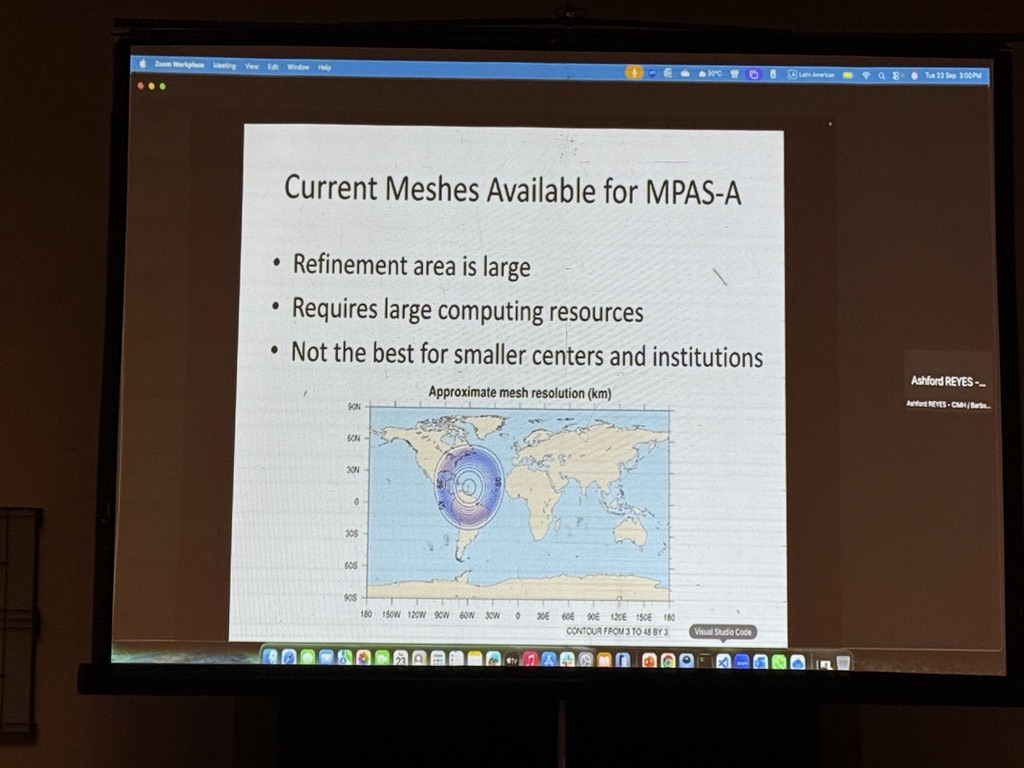 Zoom Workplace Meeting View Edit Window Help
30°C Latin American Tue 23 Sep 3:00PM
Current Meshes Available for MPAS-A
• Refinement area is large
• Requires large computing resources
• Not the best for smaller centers and institutions
Approximate mesh resolution (km)
90N
60N
30N
0
30S
60S
90S
180 150W 120W 90W 60W 30W 0 30E 60E 90E 120E 150E 180
CONTOUR FROM 3 TO 48 BY 3
Visual Studio Code
Ashford REYES -...
Ashford REYES - CIMH / Barba...
23
tv